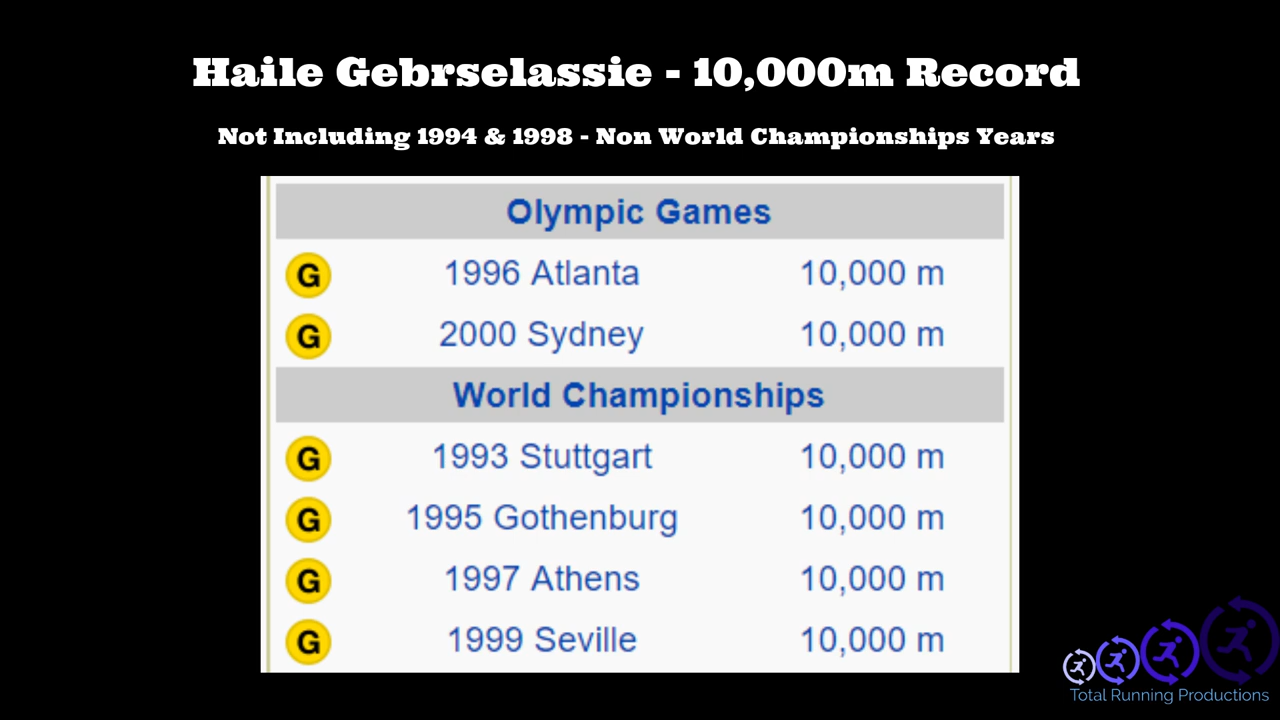 Haile Gebrselassie - 10,000m Record
Not Including 1994 & 1998 - Non World Championships Years
Olympic Games
G 1996 Atlanta 10,000 m
G 2000 Sydney 10,000 m
World Championships
G 1993 Stuttgart 10,000 m
G 1995 Gothenburg 10,000 m
G 1997 Athens 10,000 m
G 1999 Seville 10,000 m
Total Running Productions